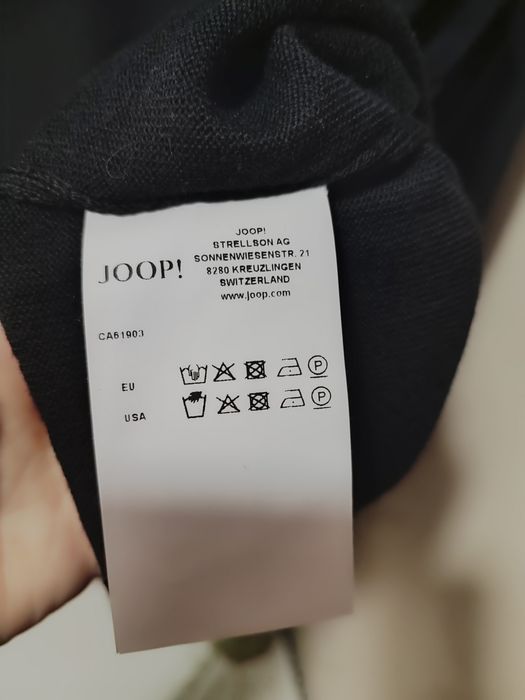 JOOP!
JOOP!
STRELLSON AG
SONNENWIESENSTR. 21
8280 KREUZLINGEN
SWITZERLAND
www.joop.com
CA61903
EU
P
USA
P